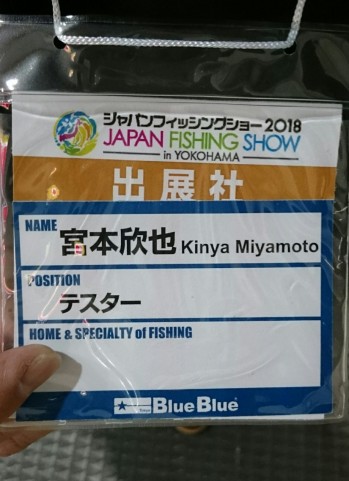 ジャパンフィッシングショー2018
JAPAN FISHING SHOW
in YOKOHAMA
出展社
NAME
宮本欣也 Kinya Miyamoto
POSITION
テスター
HOME & SPECIALTY of FISHING
BlueBlue